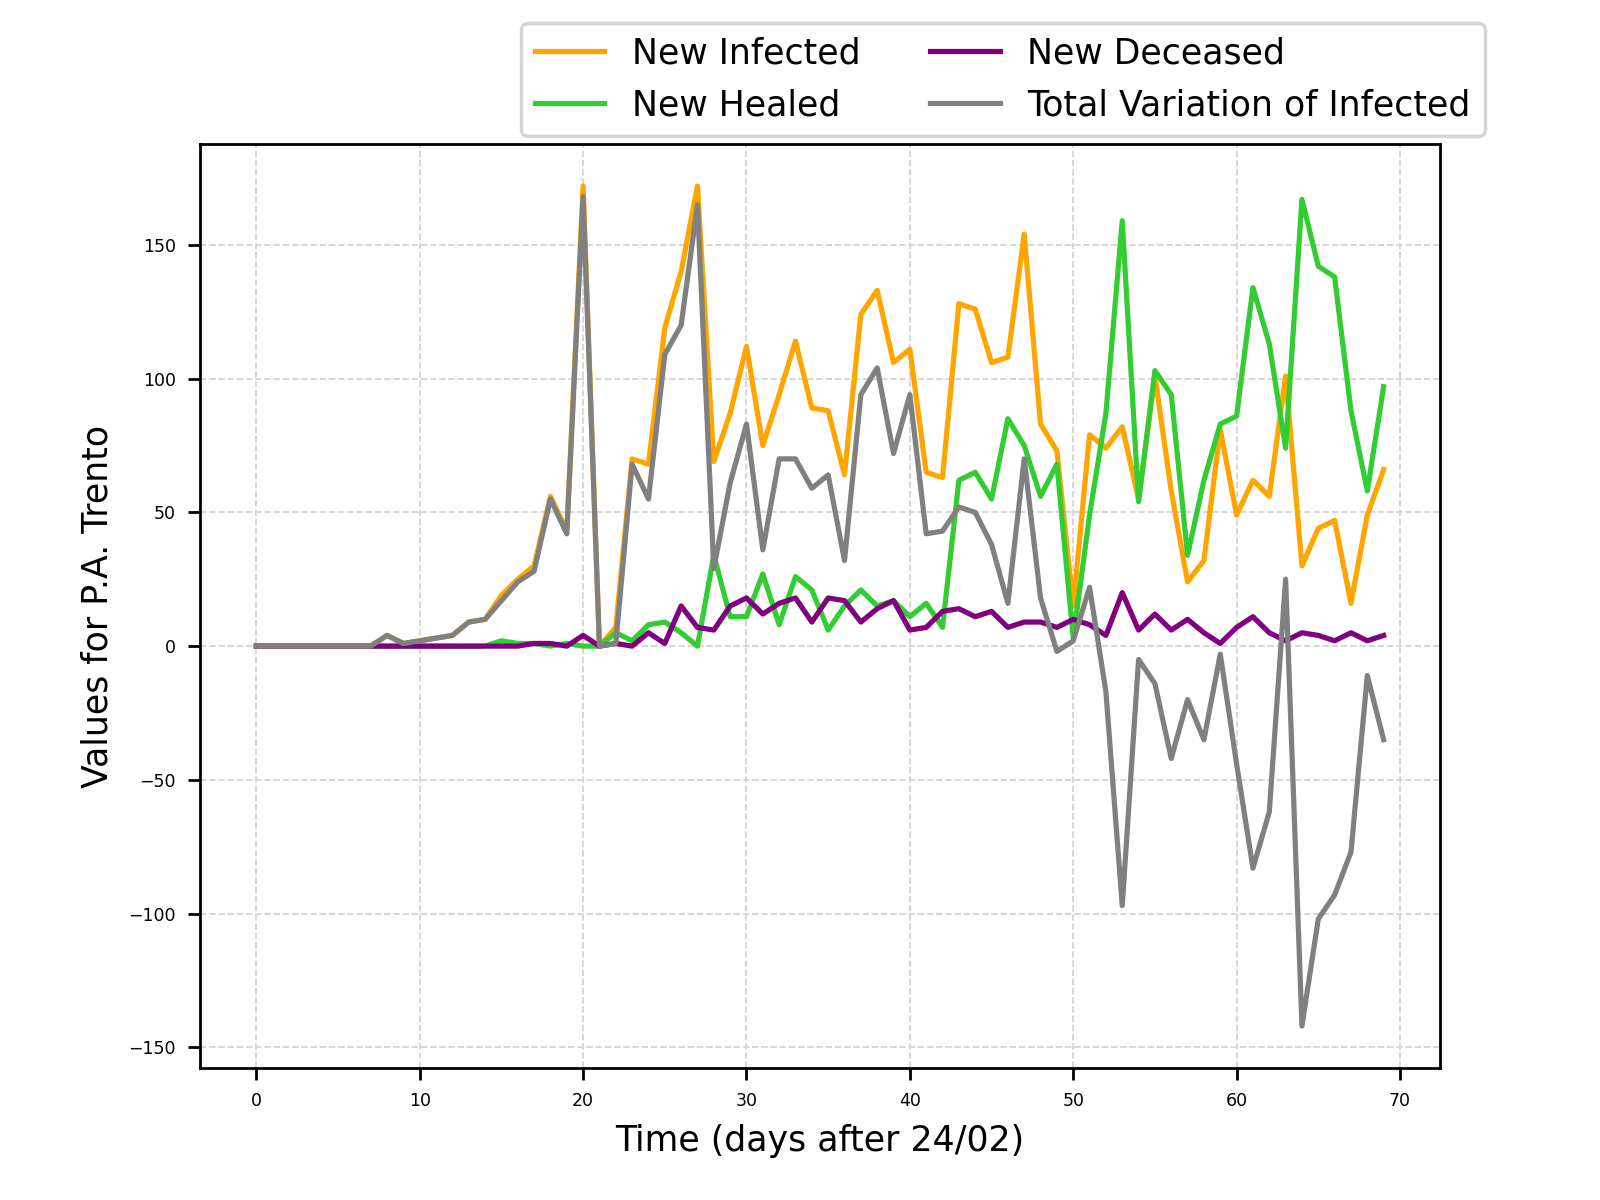 New Infected
New Healed
New Deceased
Total Variation of Infected
150
100
50
0
−50
−100
−150
Values for P.A. Trento
0 10 20 30 40 50 60 70
Time (days after 24/02)